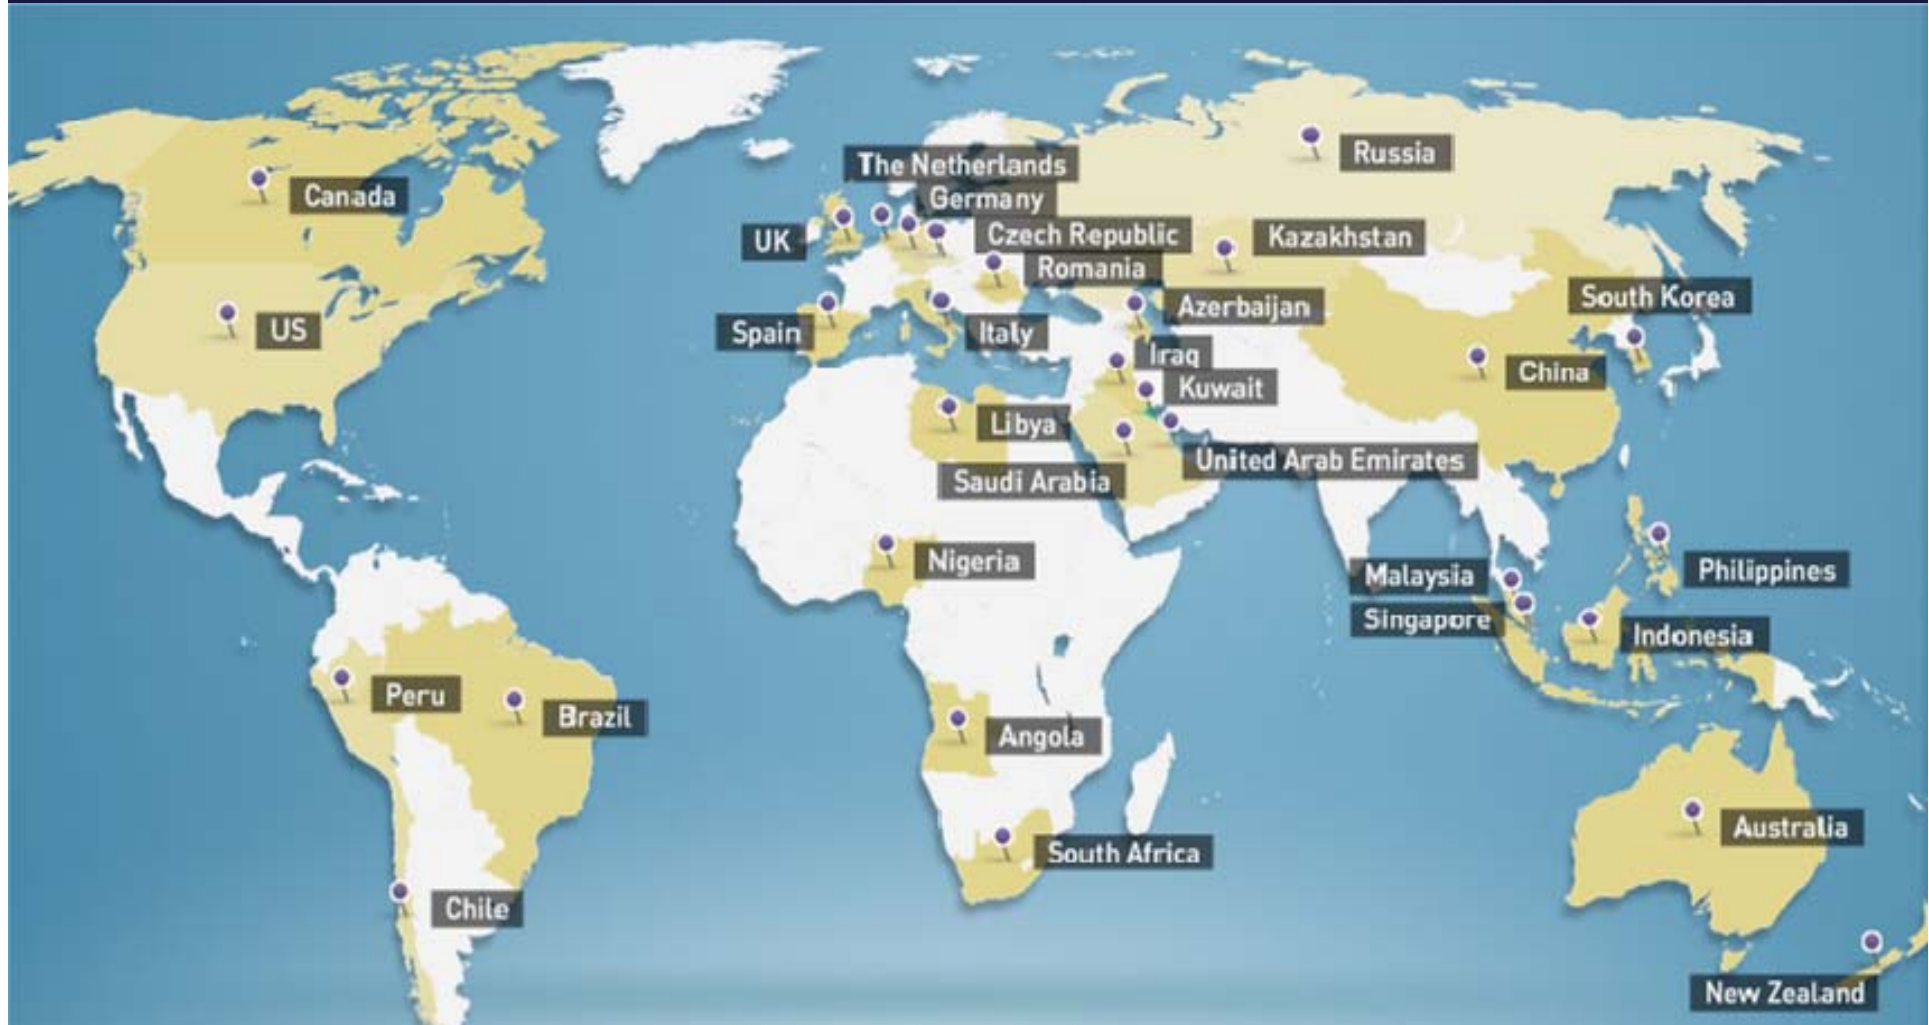 The Netherlands
Russia
Canada
Germany
UK
Czech Republic
Kazakhstan
Romania
South Korea
Azerbaijan
US
Spain
Italy
Iraq
China
Kuwait
Libya
United Arab Emirates
Saudi Arabia
Nigeria
Malaysia
Philippines
Singapore
Indonesia
Peru
Brazil
Angola
Australia
South Africa
Chile
New Zealand